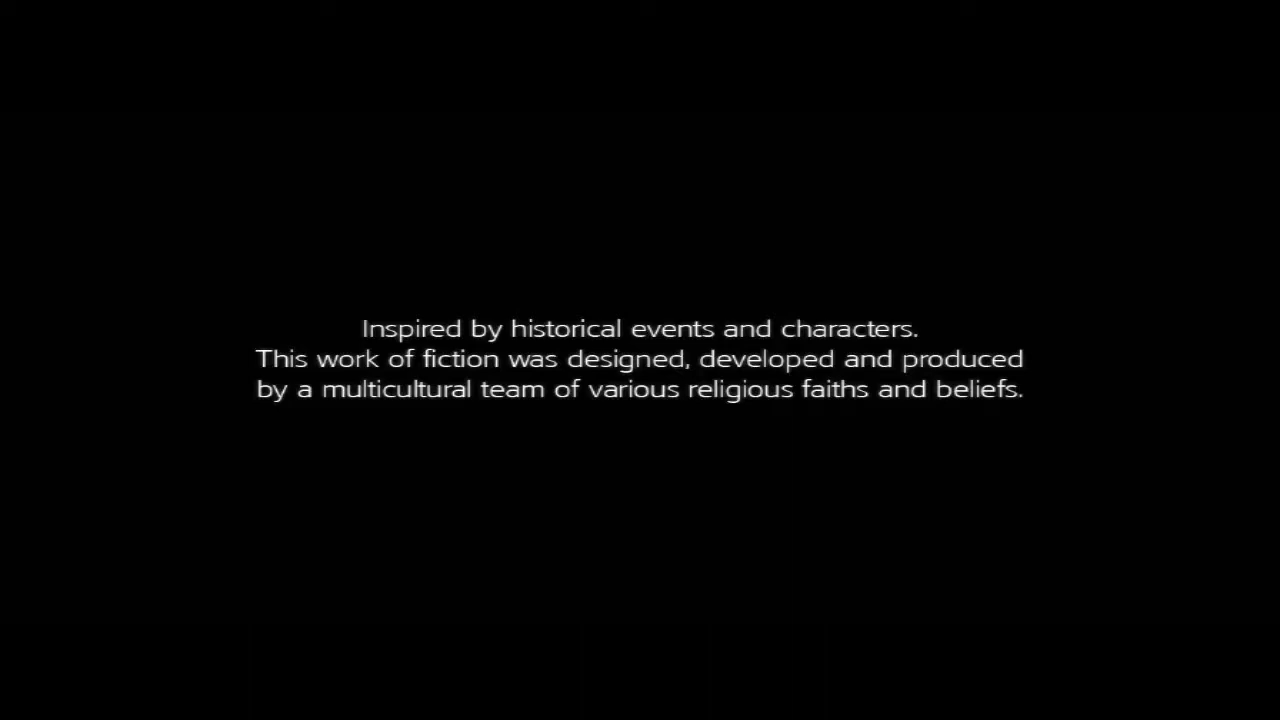 Inspired by historical events and characters.
This work of fiction was designed, developed and produced
by a multicultural team of various religious faiths and beliefs.